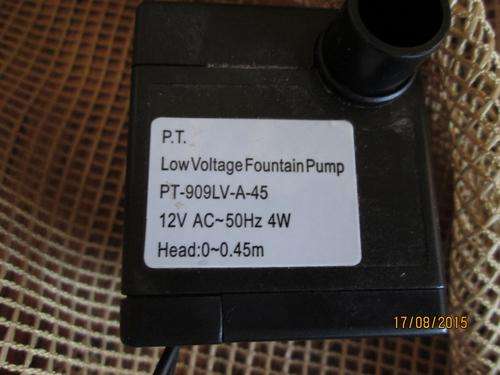 P.T.
Low Voltage Fountain Pump
PT-909LV-A-45
12V AC~50Hz 4W
Head:0~0.45m
17/08/2015